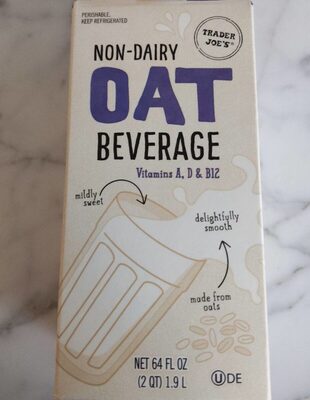 PERISHABLE.
KEEP REFRIGERATED
TRADER
JOE'S®
NON-DAIRY
OAT
BEVERAGE
Vitamins A, D & B12
mildly
sweet
delightfully
smooth
made from
oats
NET 64 FL OZ
(2 QT) 1.9 L
U DE